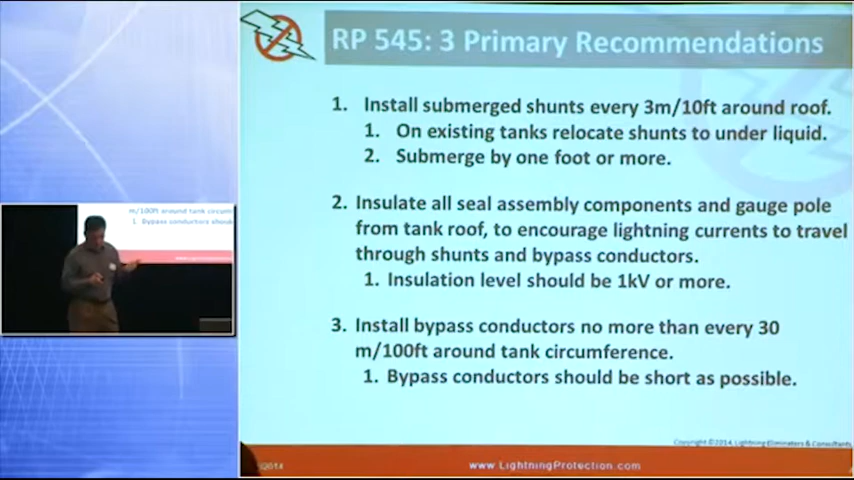 RP 545: 3 Primary Recommendations
1. Install submerged shunts every 3m/10ft around roof.
1. On existing tanks relocate shunts to under liquid.
2. Submerge by one foot or more.
2. Insulate all seal assembly components and gauge pole
from tank roof, to encourage lightning currents to travel
through shunts and bypass conductors.
1. Insulation level should be 1kV or more.
3. Install bypass conductors no more than every 30
m/100ft around tank circumference.
1. Bypass conductors should be short as possible.
Copyright ©2014, Lightning Eliminators & Consultants
2014
www.LightningProtection.com
m/100ft around tank circum
1. Bypass conductors shou